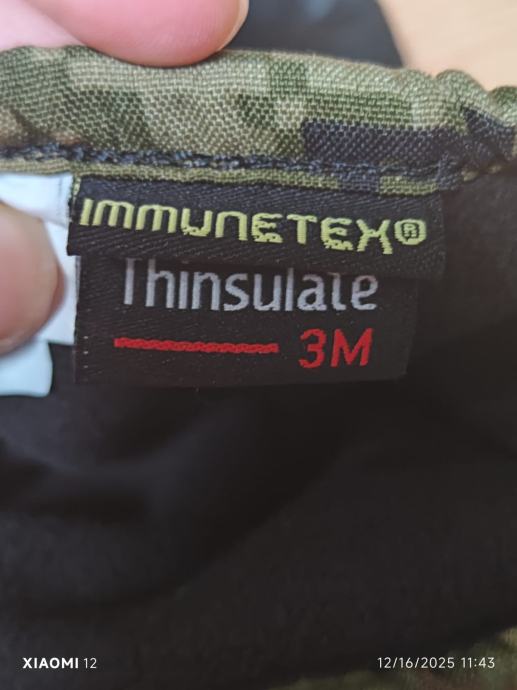 IMMUNETEX®
Thinsulate
3M
XIAOMI 12
12/16/2025 11:43